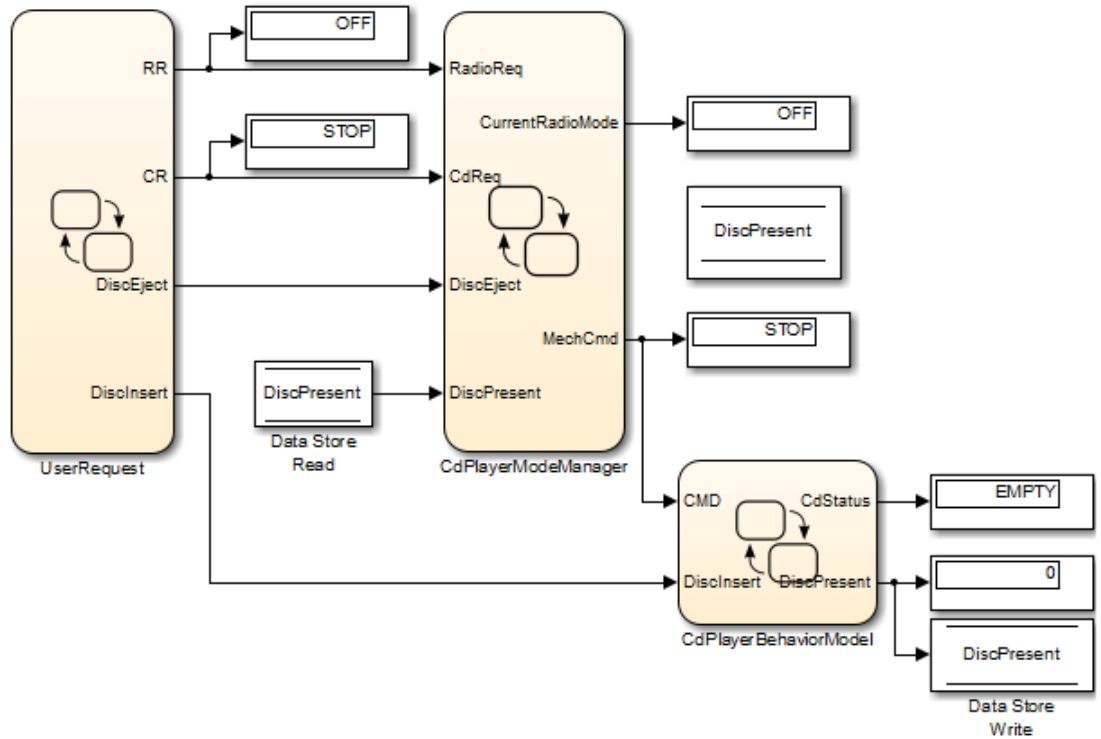 OFF
RR
RadioReq
CurrentRadioMode
OFF
STOP
CR
CdReq
DiscPresent
DiscEject
DiscEject
MechCmd
STOP
DiscInsert
DiscPresent
DiscPresent
Data Store
Read
UserRequest
CdPlayerModeManager
CMD
CdStatus
EMPTY
DiscInsert
DiscPresent
0
CdPlayerBehaviorModel
DiscPresent
Data Store
Write